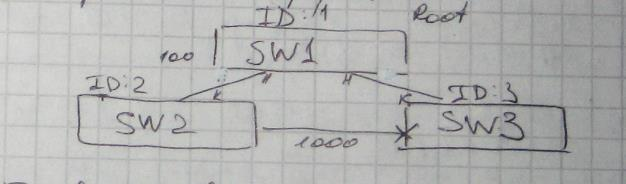 ID: 1 Root
100 SW1
H H
ID:2 K K ID:3
SW2 SW3
1000